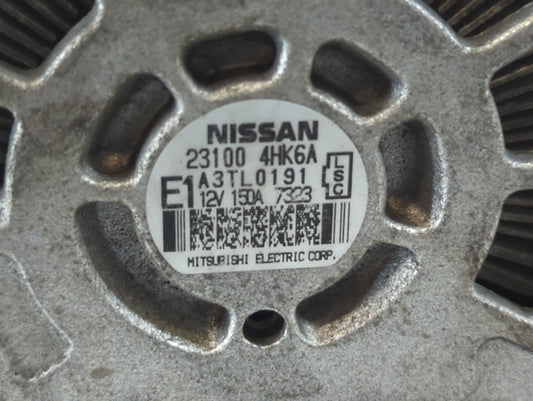 NISSAN
23100 4HK6A
A3TL0191
E1 12V 150A 7323
LSC
MITSUBISHI ELECTRIC CORP.